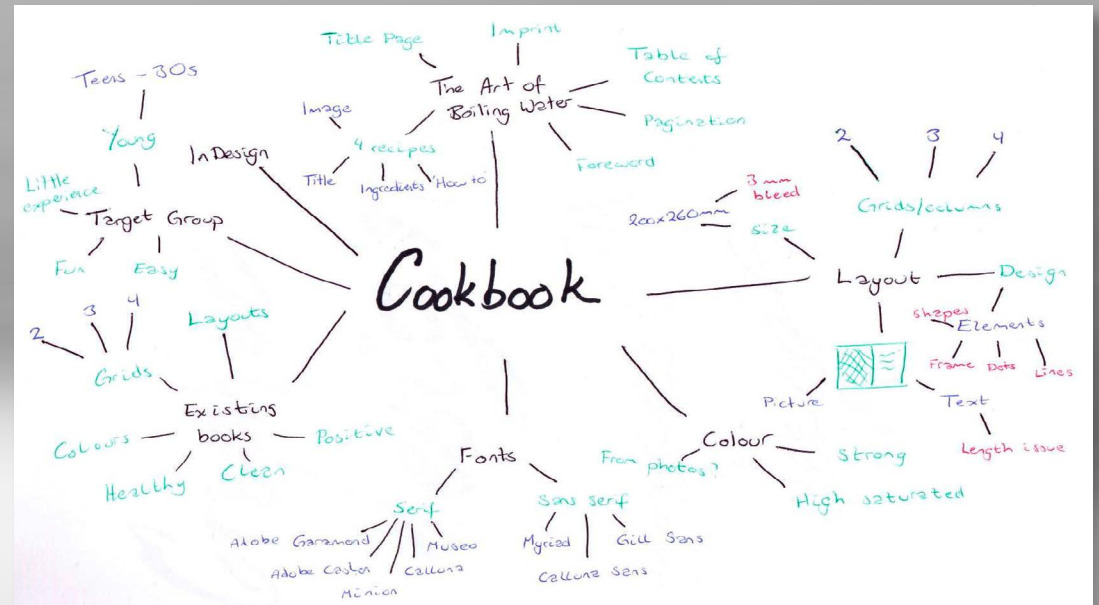 Title Page
Imprint
Table of
Contents
The Art of
Boiling Water
Pagination
Foreword
4 recipes
Image
Title
Ingredients
'How to'
Teens - 30s
Young
Little
experience
Target Group
Fun
Easy
InDesign
Cookbook
2
3
4
Grids/columns
3 mm
bleed
200x260mm
Size
Layout
Design
shapes
Elements
Frame
Dots
Lines
Picture
Text
Length issue
2
3
4
Grids
Layouts
Existing
books
Colours
Positive
Healthy
Clean
Fonts
Serif
Adobe Garamond
Adobe Caslon
Minion
Calluna
Museo
Sans serif
Myriad
Calluna Sans
Gill Sans
Colour
From photos?
Strong
High saturated